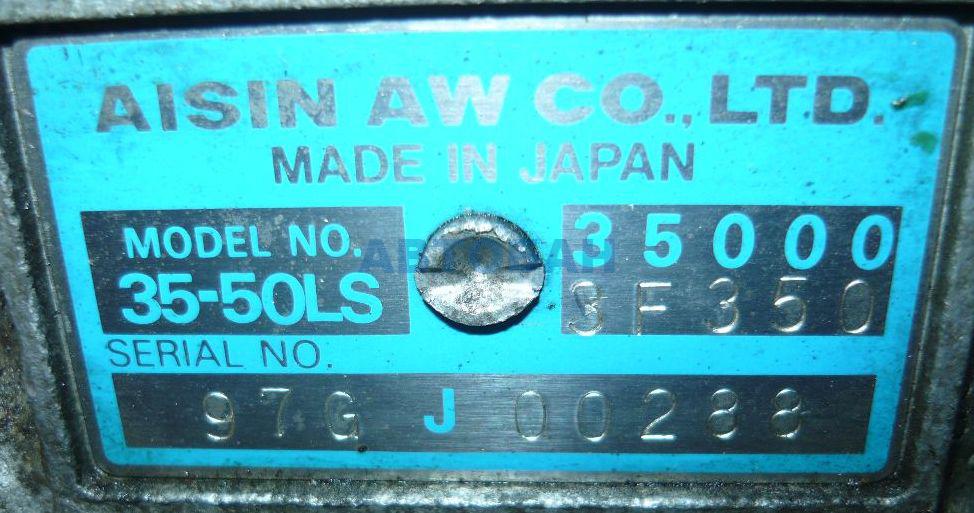 AISIN AW CO., LTD.
MADE IN JAPAN
MODEL NO. 35000
35-50LS 3F350
SERIAL NO.
97G J 00288